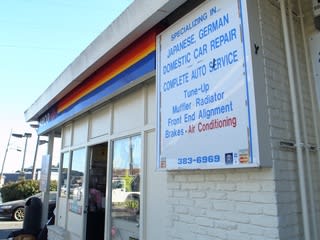 SPECIALIZING IN...
JAPANESE, GERMAN
DOMESTIC CAR REPAIR
COMPLETE AUTO SERVICE
Tune-Up
Muffler - Radiator
Front End Alignment
Brakes - Air Conditioning
383-6969